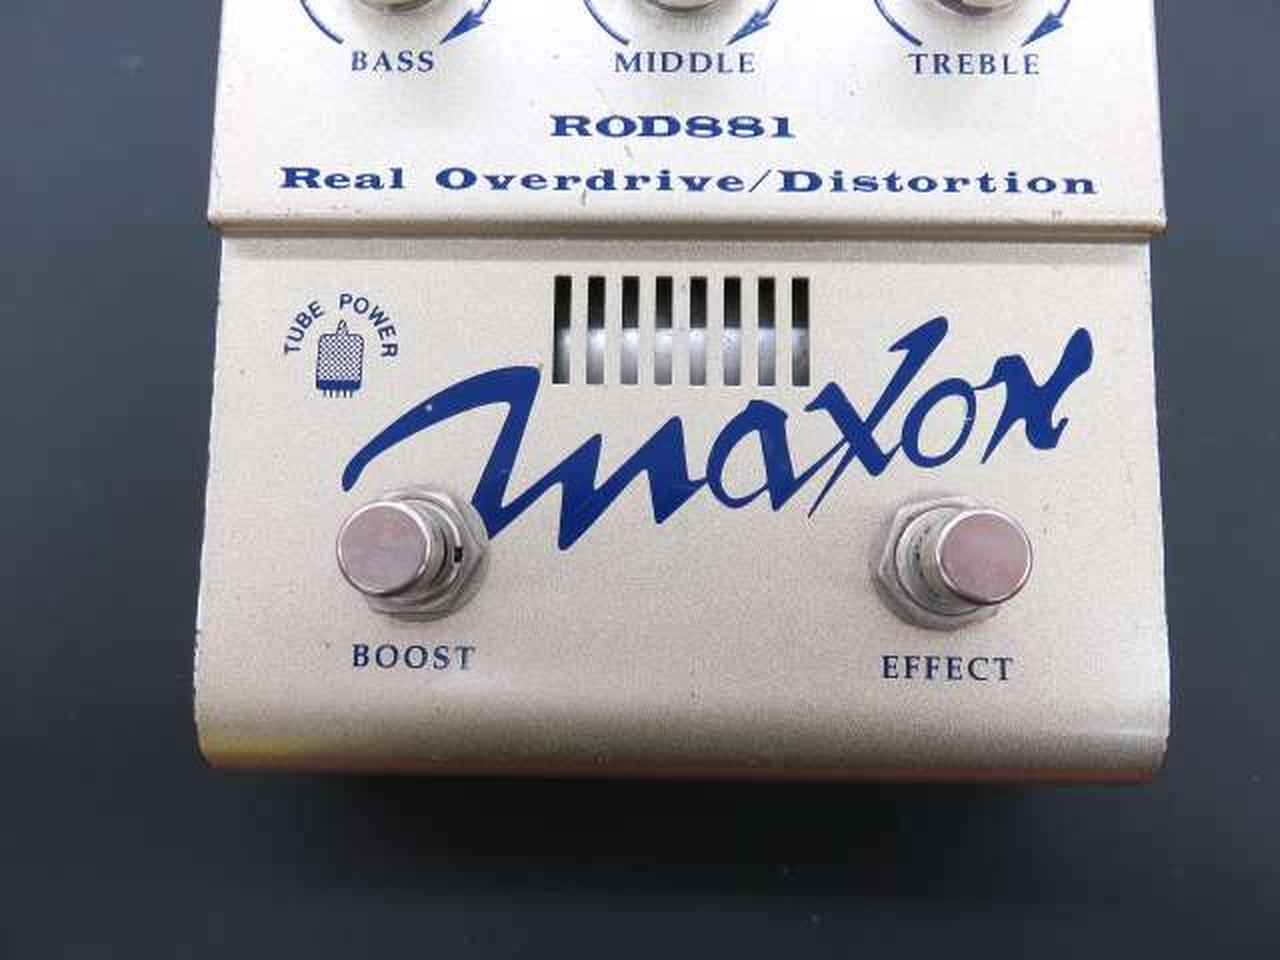 BASS MIDDLE TREBLE
ROD881
Real Overdrive/Distortion
TUBE POWER
maxon
BOOST EFFECT